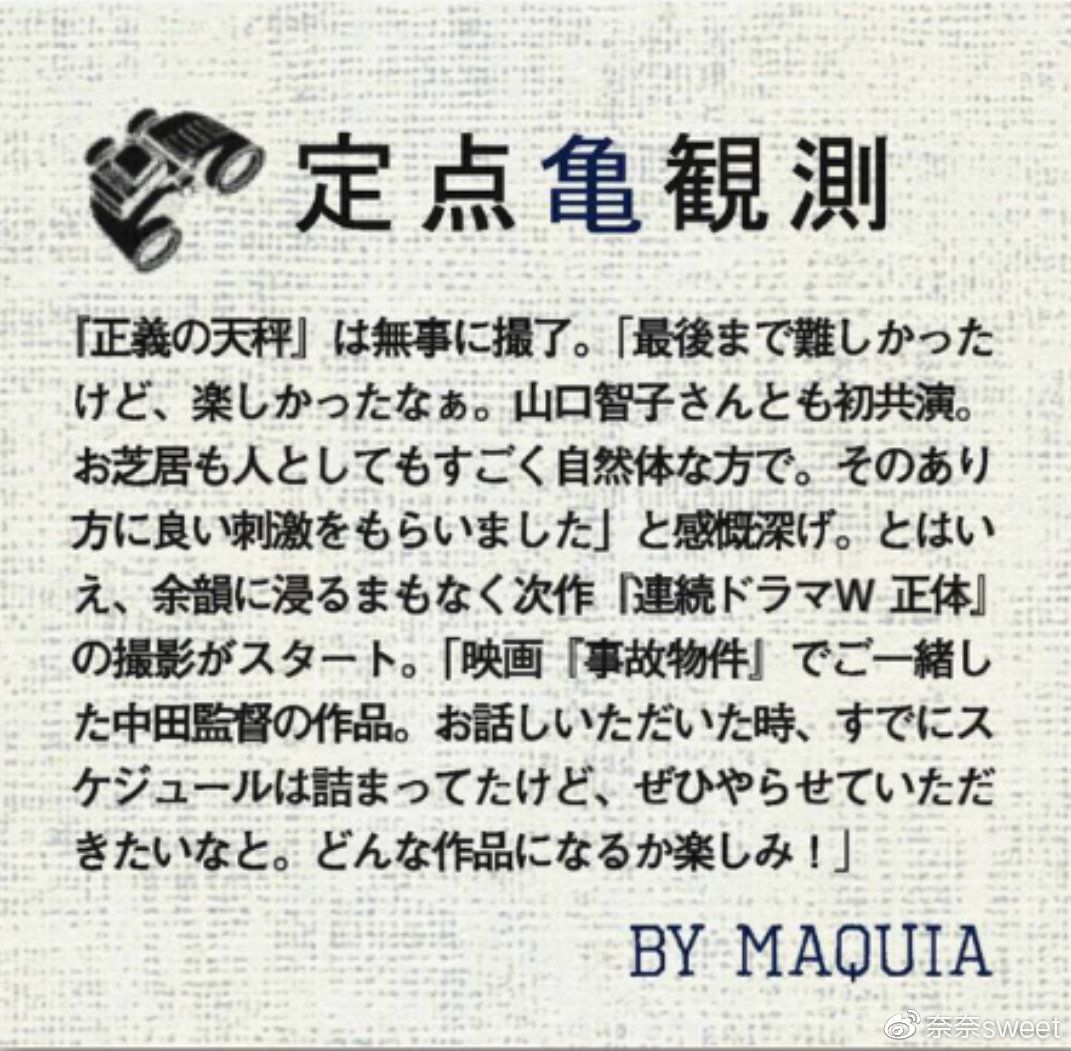 定点亀観測
『正義の天秤』は無事に撮了。「最後まで難しかった
けど、楽しかったなぁ。山口智子さんとも初共演。
お芝居も人としてもすごく自然体な方で。そのあり
方に良い刺激をもらいました」と感慨深げ。とはい
え、余韻に浸るまもなく次作『連続ドラマW 正体』
の撮影がスタート。「映画『事故物件』でご一緒し
た中田監督の作品。お話しいただいた時、すでにス
ケジュールは詰まってたけど、ぜひやらせていただ
きたいなと。どんな作品になるか楽しみ！」
BY MAQUIA
奈奈sweet